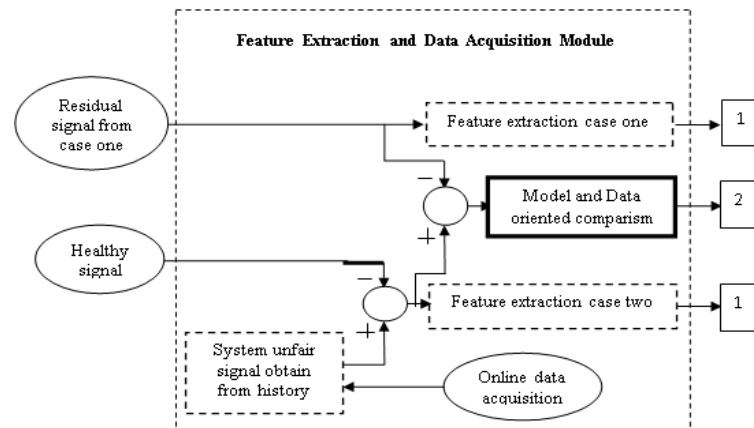 Feature Extraction and Data Acquisition Module
Residual
signal from
case one
Feature extraction case one
1
−
Model and Data
oriented comparism
2
+
Healthy
signal
−
Feature extraction case two
1
+
System unfair
signal obtain
from history
Online data
acquisition